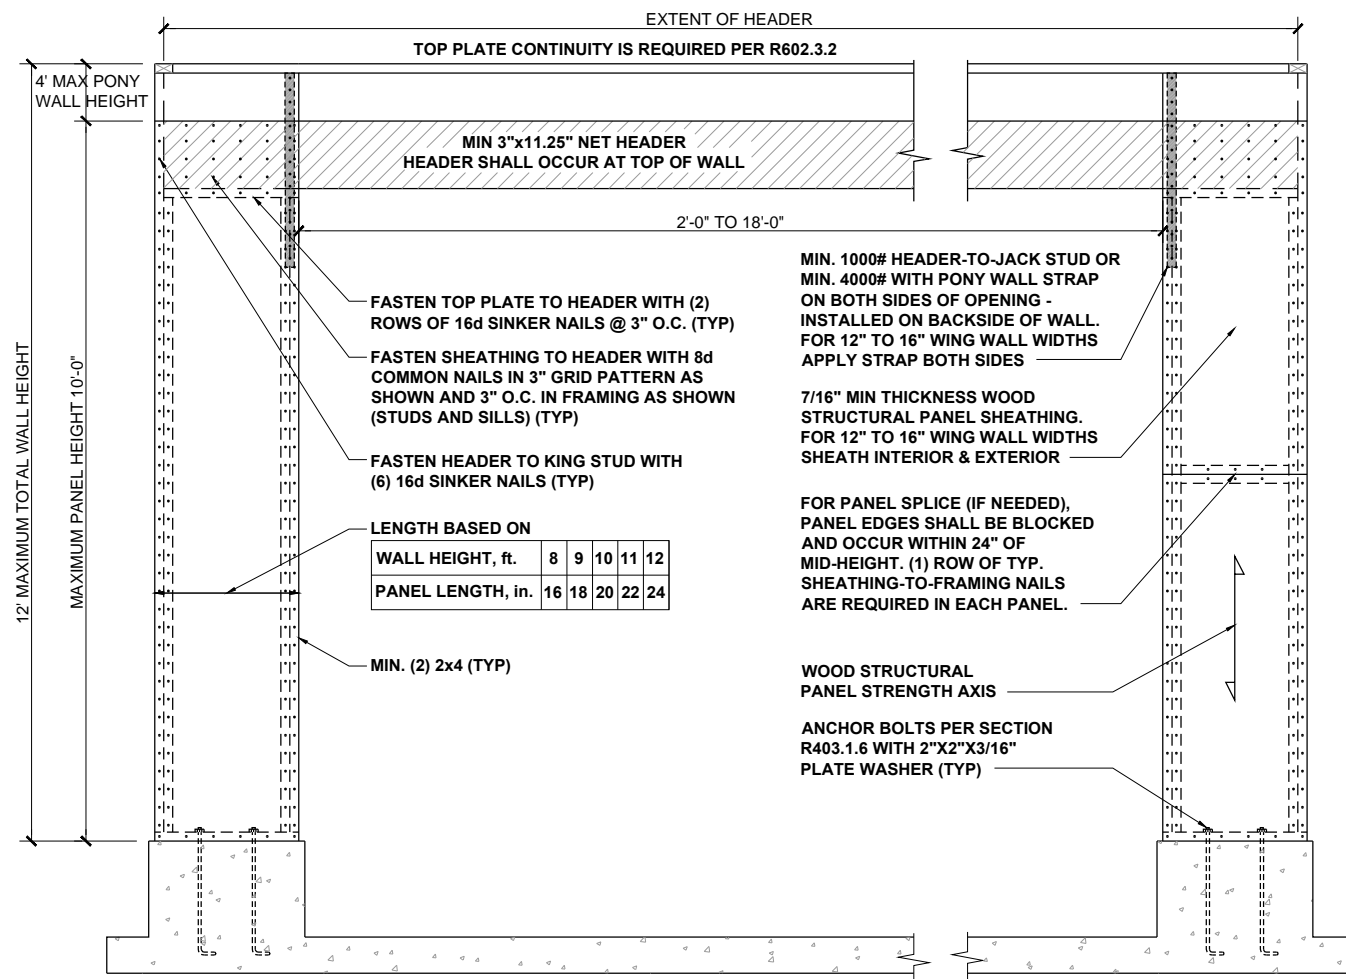 EXTENT OF HEADER
TOP PLATE CONTINUITY IS REQUIRED PER R602.3.2
4' MAX PONY
WALL HEIGHT
MIN 3"x11.25" NET HEADER
HEADER SHALL OCCUR AT TOP OF WALL
2'-0" TO 18'-0"
12' MAXIMUM TOTAL WALL HEIGHT
MAXIMUM PANEL HEIGHT 10'-0"
FASTEN TOP PLATE TO HEADER WITH (2)
ROWS OF 16d SINKER NAILS @ 3" O.C. (TYP)
FASTEN SHEATHING TO HEADER WITH 8d
COMMON NAILS IN 3" GRID PATTERN AS
SHOWN AND 3" O.C. IN FRAMING AS SHOWN
(STUDS AND SILLS) (TYP)
FASTEN HEADER TO KING STUD WITH
(6) 16d SINKER NAILS (TYP)
LENGTH BASED ON
WALL HEIGHT, ft. 8 9 10 11 12
PANEL LENGTH, in. 16 18 20 22 24
MIN. (2) 2x4 (TYP)
MIN. 1000# HEADER-TO-JACK STUD OR
MIN. 4000# WITH PONY WALL STRAP
ON BOTH SIDES OF OPENING -
INSTALLED ON BACKSIDE OF WALL.
FOR 12" TO 16" WING WALL WIDTHS
APPLY STRAP BOTH SIDES
7/16" MIN THICKNESS WOOD
STRUCTURAL PANEL SHEATHING.
FOR 12" TO 16" WING WALL WIDTHS
SHEATH INTERIOR & EXTERIOR
FOR PANEL SPLICE (IF NEEDED),
PANEL EDGES SHALL BE BLOCKED
AND OCCUR WITHIN 24" OF
MID-HEIGHT. (1) ROW OF TYP.
SHEATHING-TO-FRAMING NAILS
ARE REQUIRED IN EACH PANEL.
WOOD STRUCTURAL
PANEL STRENGTH AXIS
ANCHOR BOLTS PER SECTION
R403.1.6 WITH 2"X2"X3/16"
PLATE WASHER (TYP)